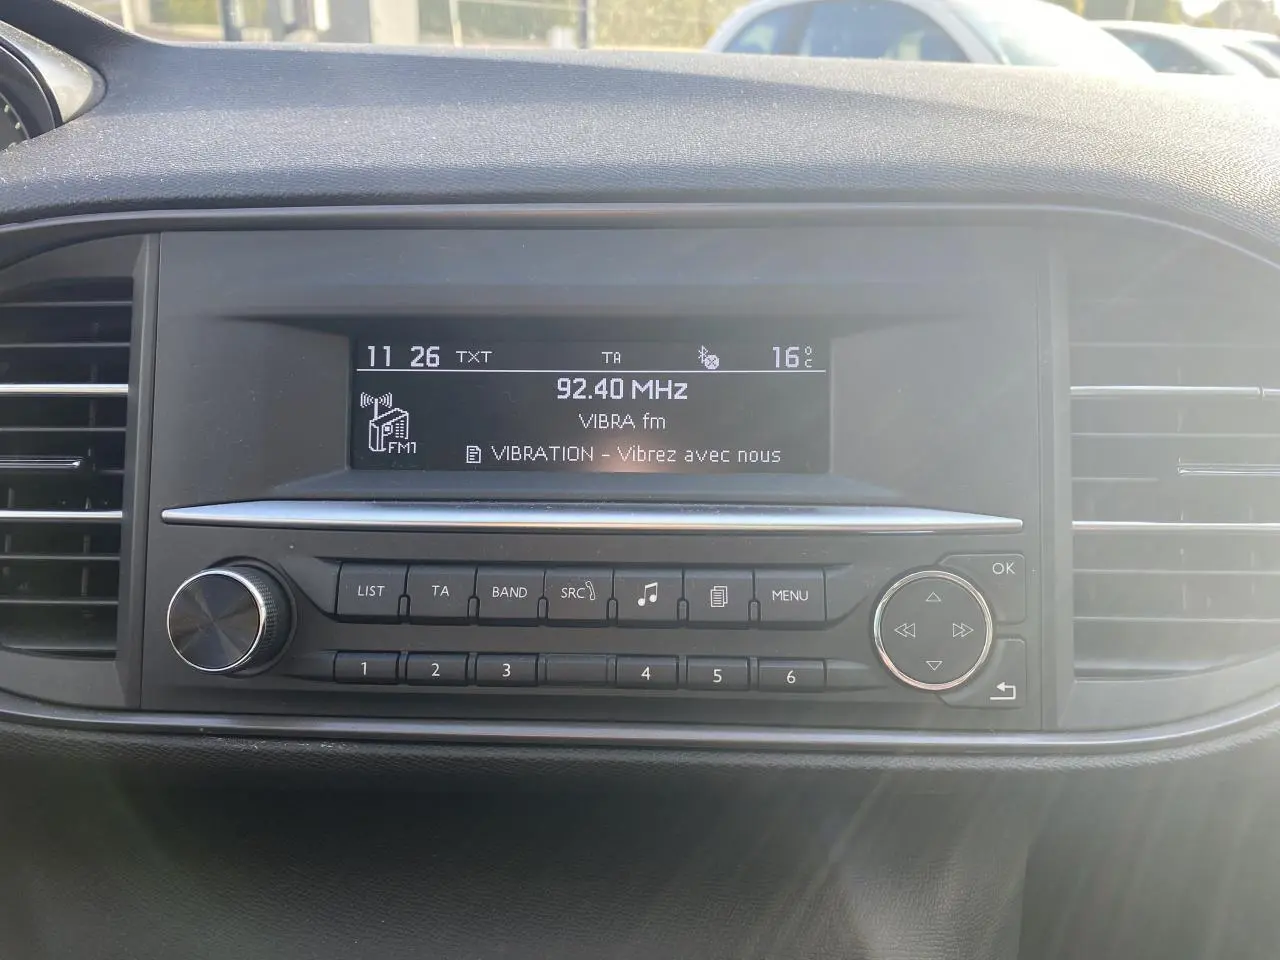 11 26 TXT TA 16°C
92.40 MHz
VIBRA fm
FM1
VIBRATION - Vibrez avec nous
LIST TA BAND SRC MENU
OK
1 2 3 4 5 6